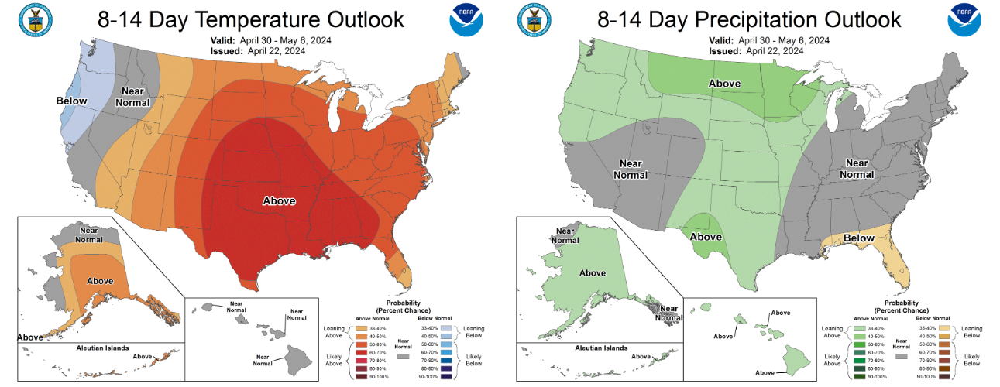 8-14 Day Temperature Outlook
NOAA
Valid: April 30 - May 6, 2024
Issued: April 22, 2024
Below
Near
Normal
Above
Near
Normal
Above
Above
Aleutian Islands
Above
Near
Normal
Near
Normal
Near
Normal
Probability
(Percent Chance)
Above Normal
Below Normal
Leaning
Above
33-40%
40-50%
Likely
Above
50-60%
60-70%
70-80%
80-90%
90-100%
Near
Normal
33-40%
40-50%
Leaning
Below
50-60%
60-70%
70-80%
80-90%
90-100%
Likely
Below
8-14 Day Precipitation Outlook
NOAA
Valid: April 30 - May 6, 2024
Issued: April 22, 2024
Above
Near
Normal
Near
Normal
Above
Below
Near
Normal
Above
Near
Normal
Aleutian Islands
Above
Above
Above
Above
Probability
(Percent Chance)
Above Normal
Below Normal
Leaning
Above
33-40%
40-50%
Likely
Above
50-60%
60-70%
70-80%
80-90%
90-100%
Near
Normal
33-40%
40-50%
Leaning
Below
50-60%
60-70%
70-80%
80-90%
90-100%
Likely
Below